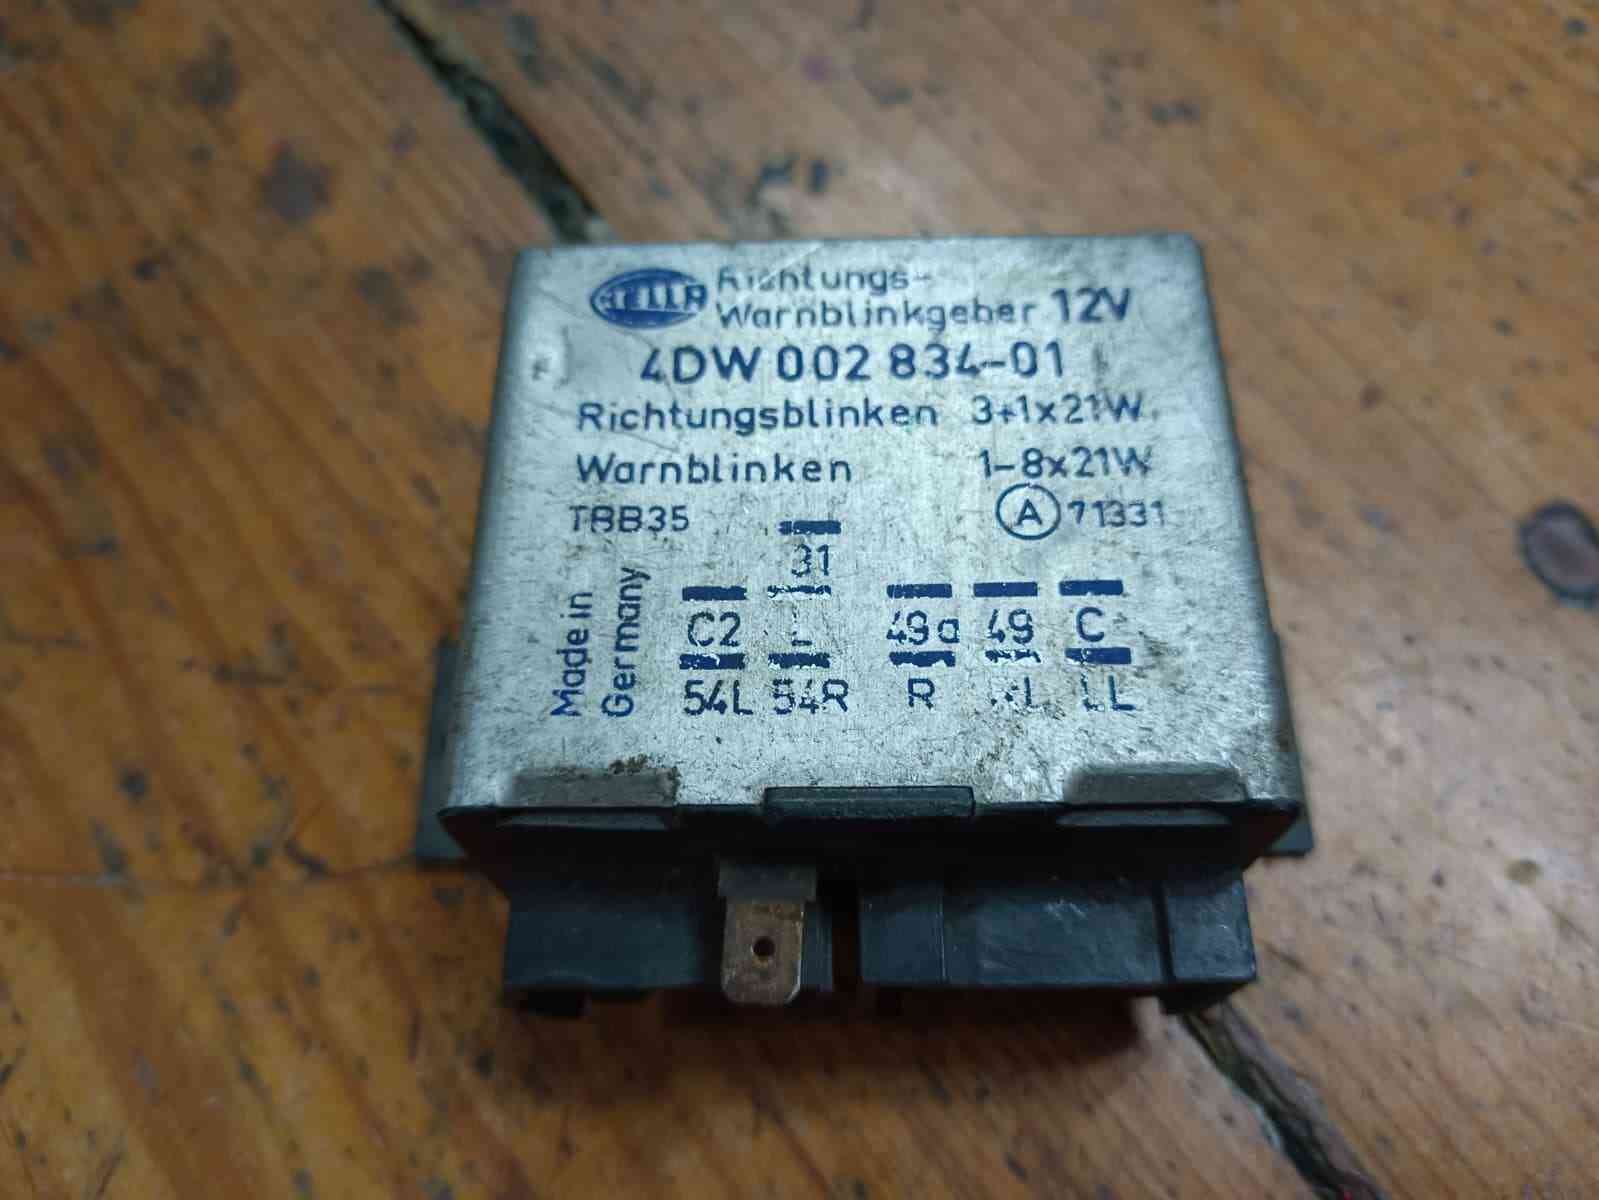 HELLA
Richtungs-
Warnblinkgeber 12V
4DW 002 834-01
Richtungsblinken 3+1x21W
Warnblinken 1-8x21W
TBB35
A 71331
31
Made in
Germany
C2 L 49a 49 C
54L 54R R LL